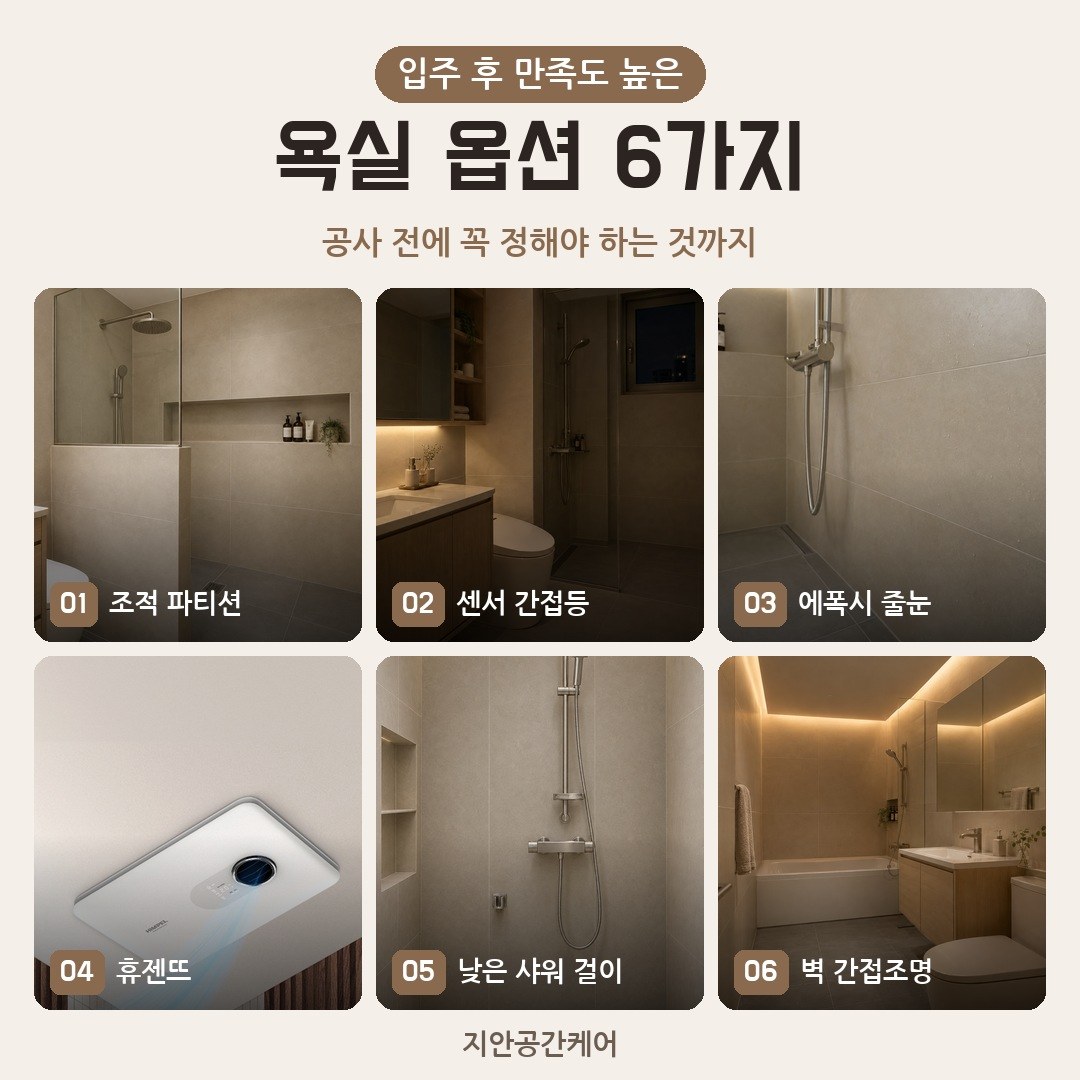 입주 후 만족도 높은
욕실 옵션 6가지
공사 전에 꼭 정해야 하는 것까지
01 조적 파티션
02 센서 간접등
03 에폭시 줄눈
04 휴젠뜨
05 낮은 샤워 걸이
06 벽 간접조명
지안공간케어